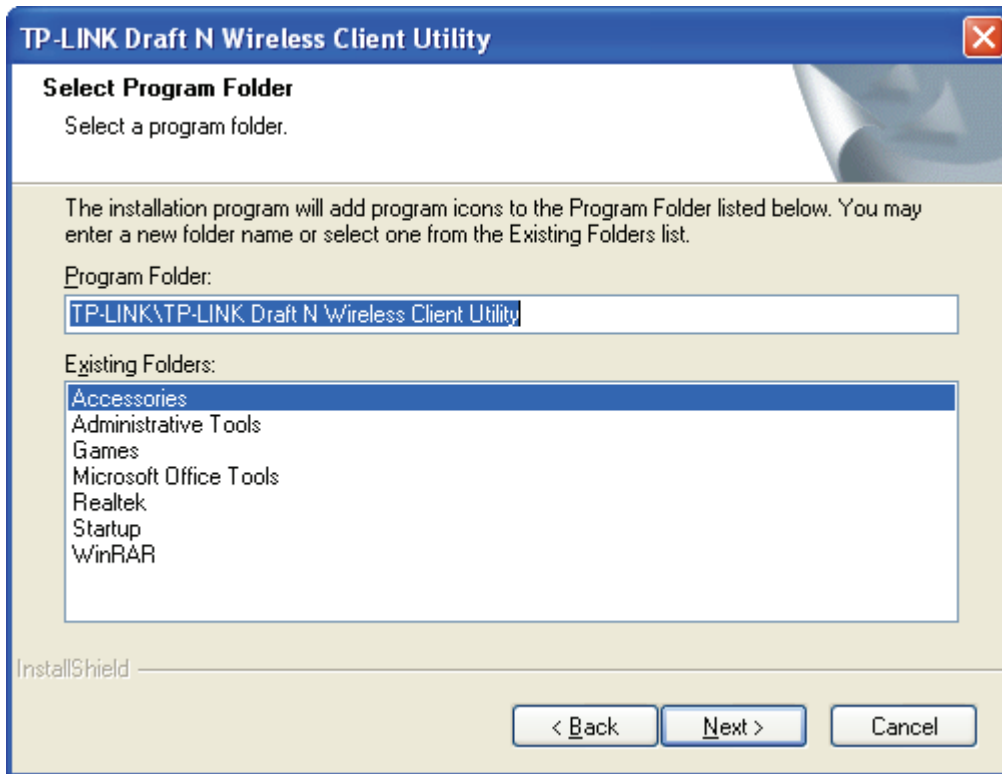 TP-LINK Draft N Wireless Client Utility
Select Program Folder
Select a program folder.
The installation program will add program icons to the Program Folder listed below. You may
enter a new folder name or select one from the Existing Folders list.
Program Folder:
TP-LINK\TP-LINK Draft N Wireless Client Utility
Existing Folders:
Accessories
Administrative Tools
Games
Microsoft Office Tools
Realtek
Startup
WinRAR
InstallShield
< Back
Next >
Cancel